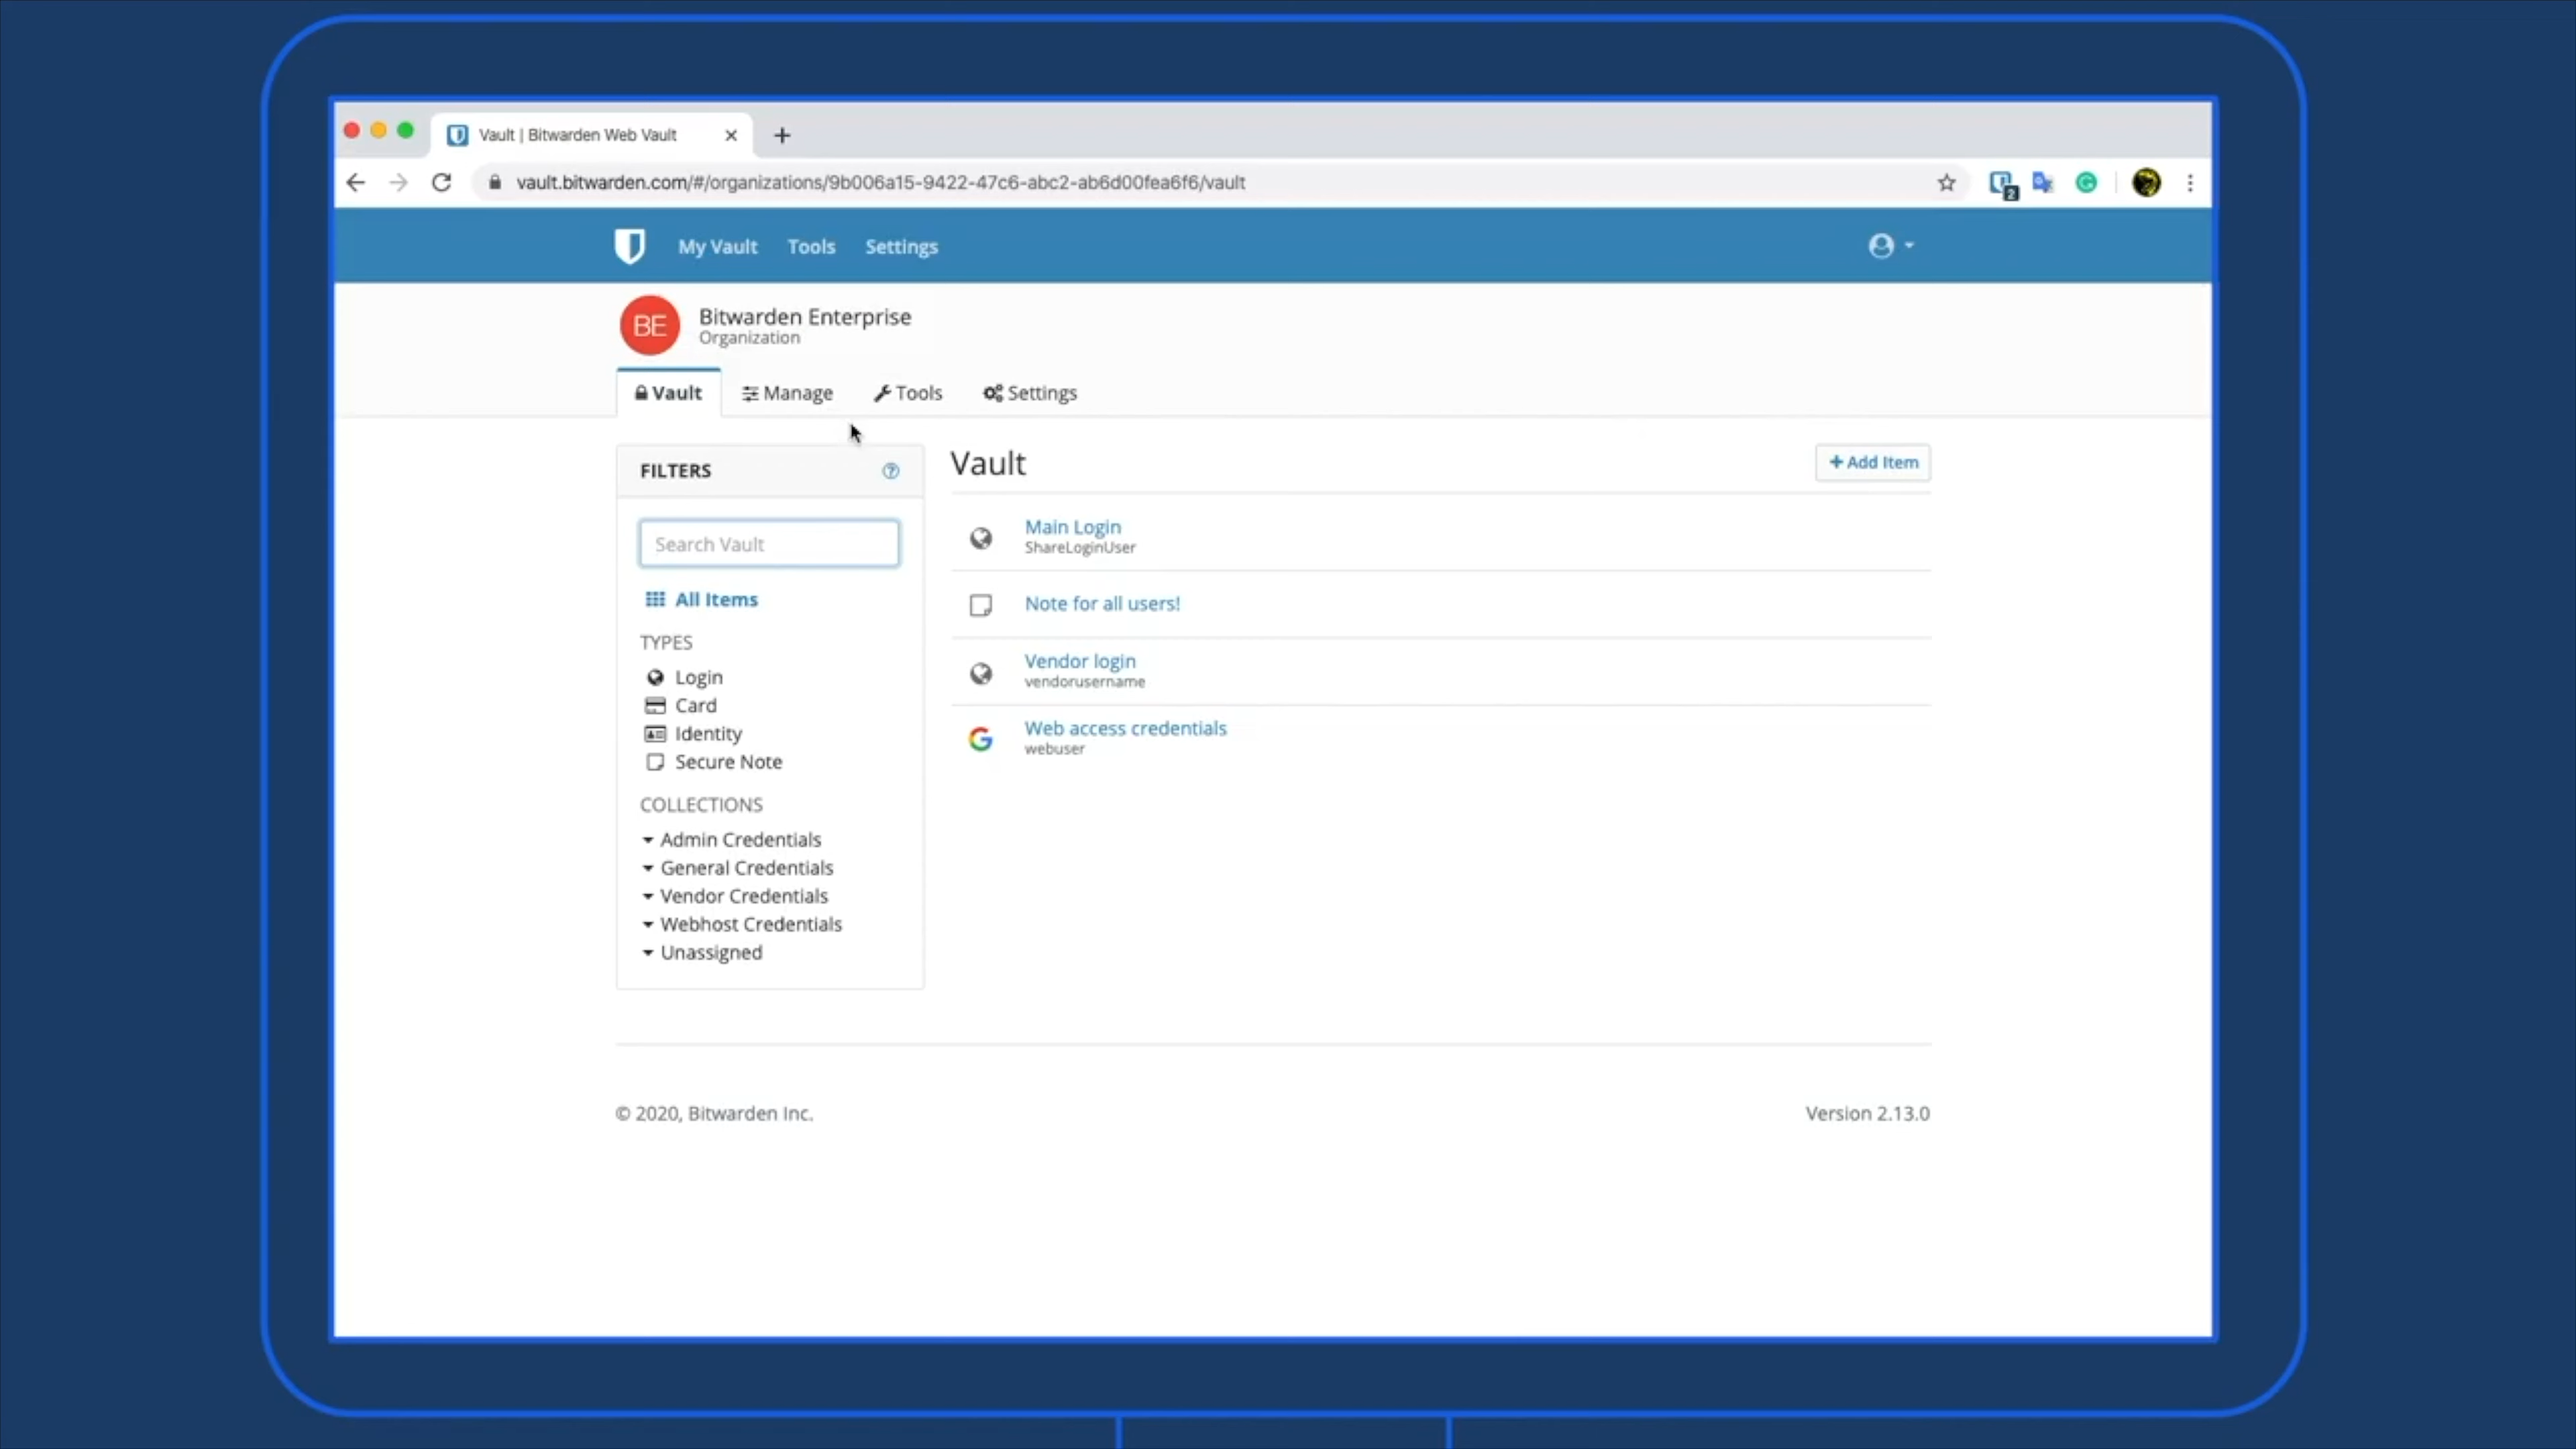 Vault | Bitwarden Web Vault
vault.bitwarden.com/#/organizations/9b006a15-9422-47c6-abc2-ab6d00fea6f6/vault
2
My Vault Tools Settings
BE
Bitwarden Enterprise
Organization
Vault Manage Tools Settings
FILTERS
Search Vault
All Items
TYPES
Login
Card
Identity
Secure Note
COLLECTIONS
Admin Credentials
General Credentials
Vendor Credentials
Webhost Credentials
Unassigned
Vault
+ Add Item
Main Login
ShareLoginUser
Note for all users!
Vendor login
vendorusername
Web access credentials
webuser
© 2020, Bitwarden Inc.
Version 2.13.0